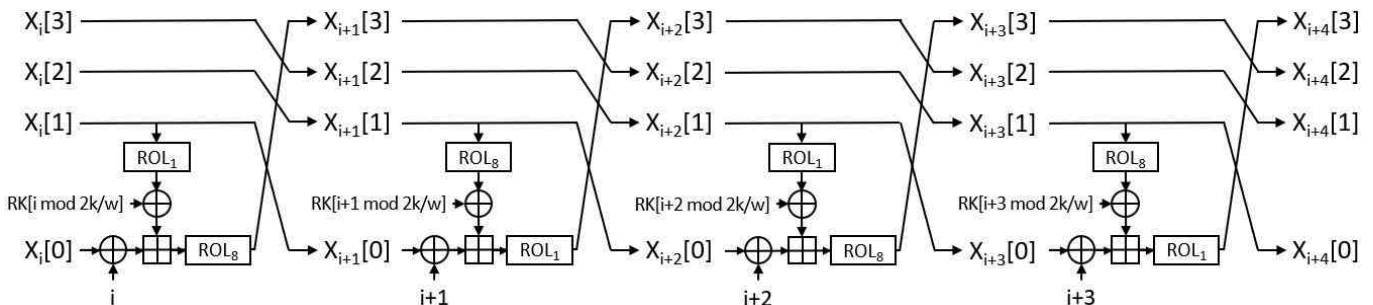 Xᵢ[3] Xᵢ₊₁[3] Xᵢ₊₂[3] Xᵢ₊₃[3] Xᵢ₊₄[3]
Xᵢ[2] Xᵢ₊₁[2] Xᵢ₊₂[2] Xᵢ₊₃[2] Xᵢ₊₄[2]
Xᵢ[1] Xᵢ₊₁[1] Xᵢ₊₂[1] Xᵢ₊₃[1] Xᵢ₊₄[1]
ROL₁ ROL₈ ROL₁ ROL₈
RK[i mod 2k/w] RK[i+1 mod 2k/w] RK[i+2 mod 2k/w] RK[i+3 mod 2k/w]
Xᵢ[0] ROL₈ Xᵢ₊₁[0] ROL₁ Xᵢ₊₂[0] ROL₈ Xᵢ₊₃[0] ROL₁ Xᵢ₊₄[0]
i i+1 i+2 i+3